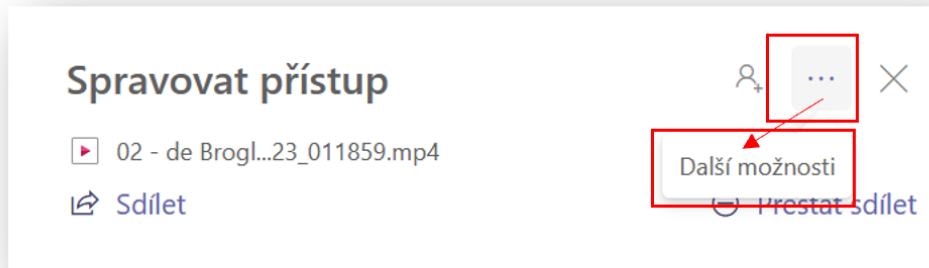 Spravovat přístup
02 - de Brogl...23_011859.mp4
Další možnosti
Sdílet
Přestat sdílet